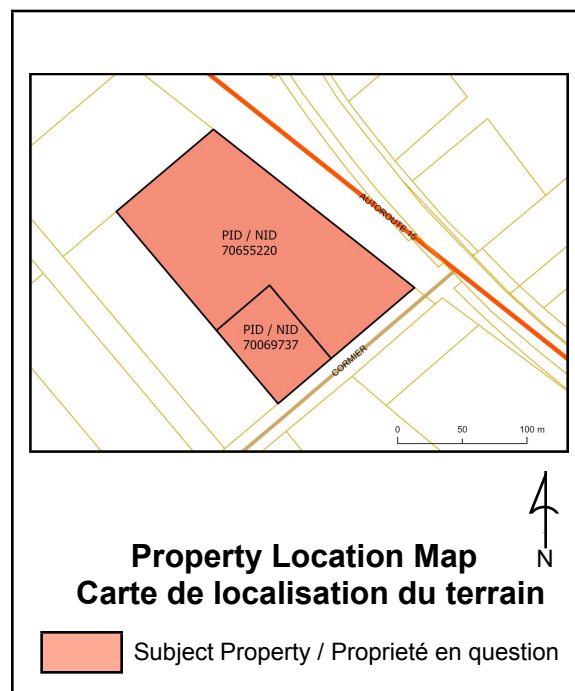 PID / NID
70655220
AUTOROUTE 15
PID / NID
70069737
CORMIER
0 50 100 m
N
Property Location Map
Carte de localisation du terrain
Subject Property / Proprieté en question